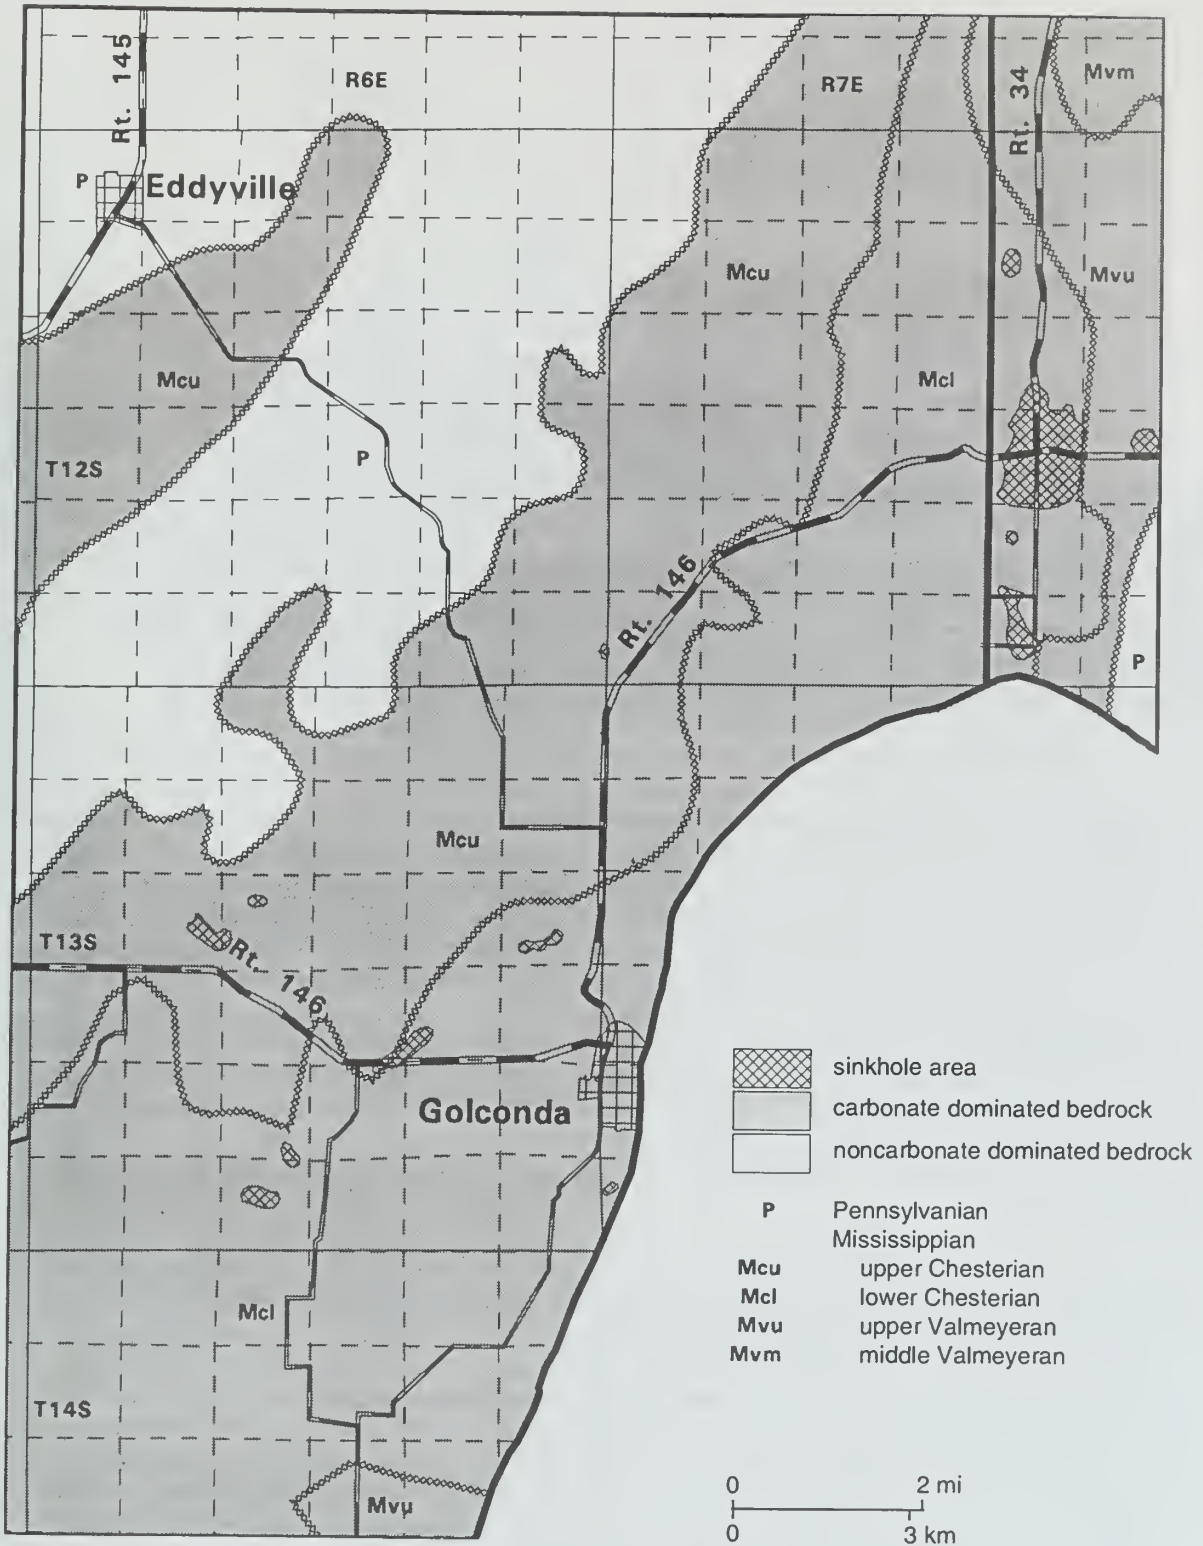 Rt. 145
R6E
R7E
Rt. 34
Mvm
P
Eddyville
Mcu
Mvu
Mcu
Mcl
P
T12S
Rt. 146
P
Mcu
T13S
Rt. 146
Golconda
sinkhole area
carbonate dominated bedrock
noncarbonate dominated bedrock
P Pennsylvanian
Mississippian
Mcu upper Chesterian
Mcl lower Chesterian
Mvu upper Valmeyeran
Mvm middle Valmeyeran
Mcl
T14S
Mvu
0 2 mi
0 3 km